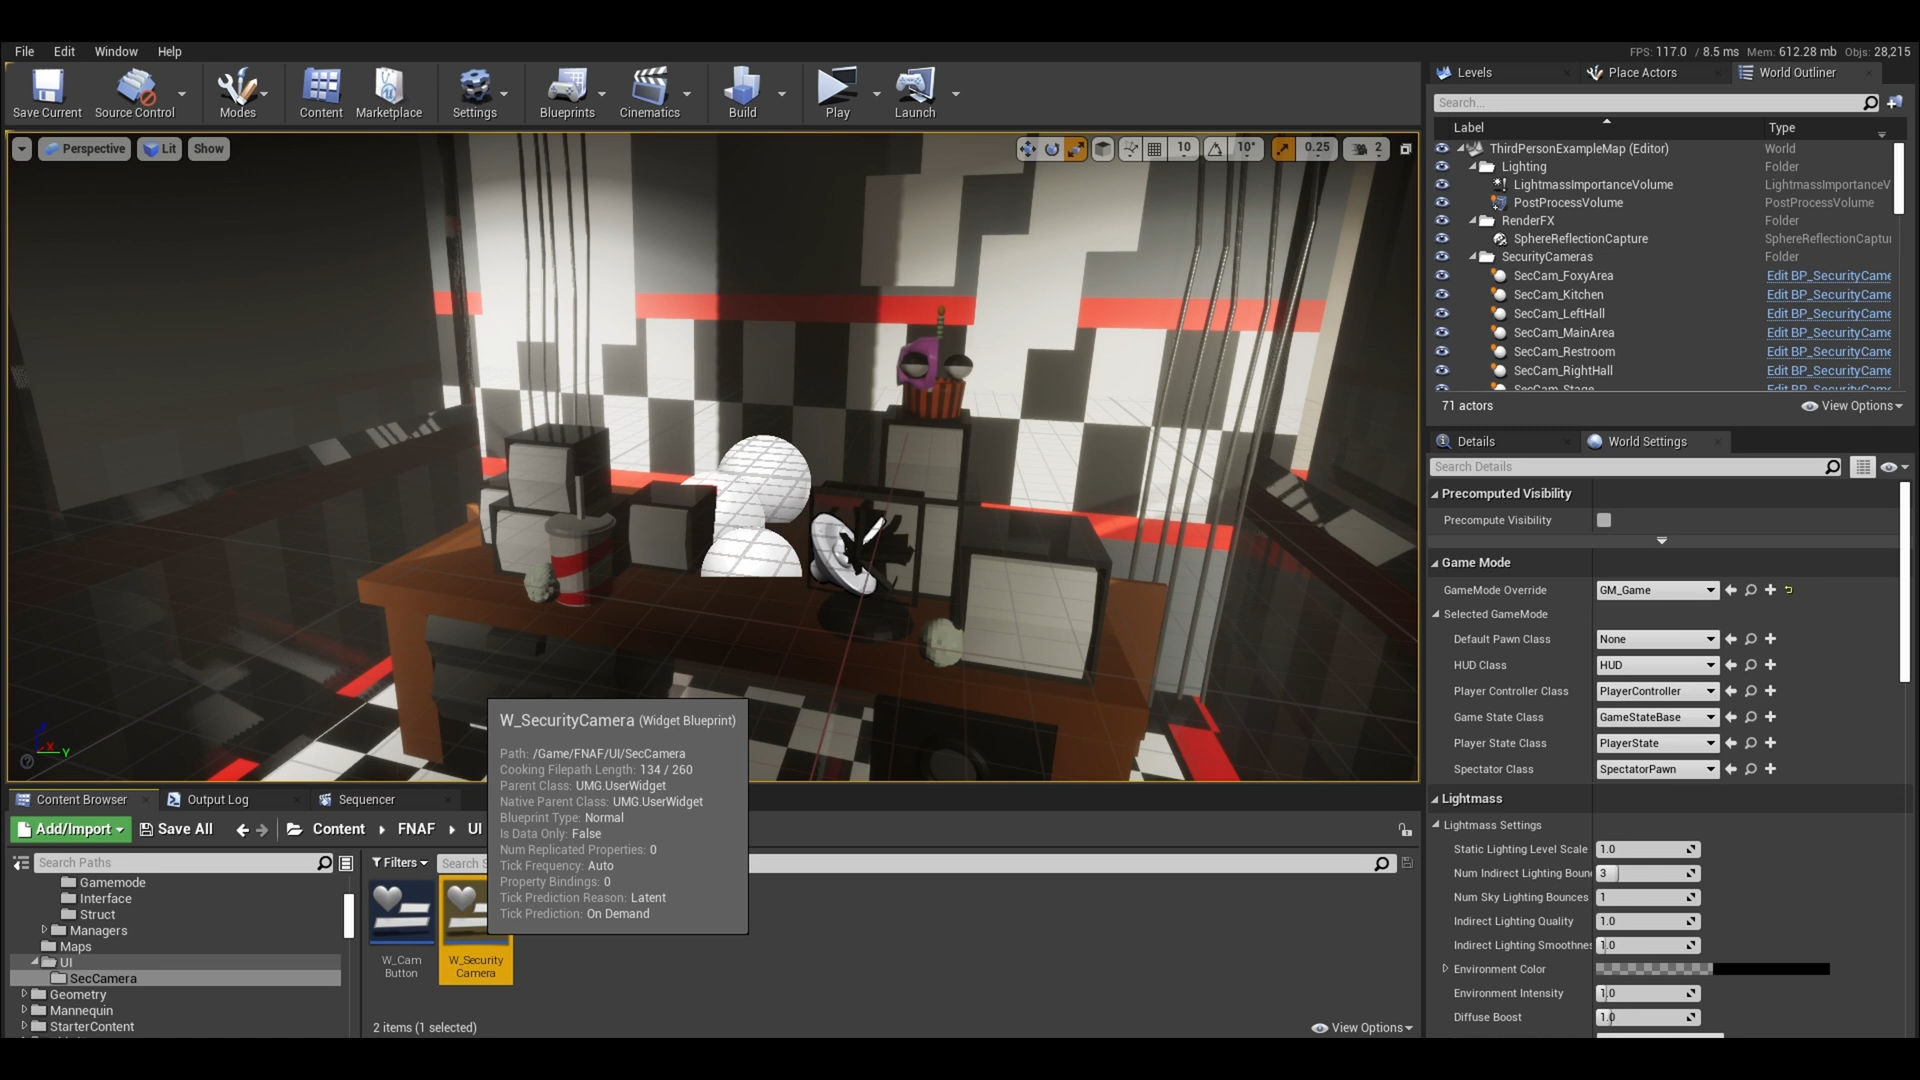 File Edit Window Help
FPS: 117.0 / 8.5 ms Mem: 612.28 mb Objs: 28,215
Save Current Source Control Modes Content Marketplace Settings Blueprints Cinematics Build Play Launch
Levels Place Actors World Outliner
Search...
Label Type
Perspective Lit Show
10 10° 0.25 2
ThirdPersonExampleMap (Editor) World
Lighting Folder
LightmassImportanceVolume LightmassImportanceV
PostProcessVolume PostProcessVolume
RenderFX Folder
SphereReflectionCapture SphereReflectionCaptu
SecurityCameras Folder
SecCam_FoxyArea Edit BP_SecurityCame
SecCam_Kitchen Edit BP_SecurityCame
SecCam_LeftHall Edit BP_SecurityCame
SecCam_MainArea Edit BP_SecurityCame
SecCam_Restroom Edit BP_SecurityCame
SecCam_RightHall Edit BP_SecurityCame
SecCam_Stage Edit BP_SecurityCame
71 actors View Options
Details World Settings
Search Details
Precomputed Visibility
Precompute Visibility
Game Mode
GameMode Override GM_Game
Selected GameMode
Default Pawn Class None
HUD Class HUD
Player Controller Class PlayerController
Game State Class GameStateBase
Player State Class PlayerState
Spectator Class SpectatorPawn
Lightmass
Lightmass Settings
Static Lighting Level Scale 1.0
Num Indirect Lighting Boun 3
Num Sky Lighting Bounces 1
Indirect Lighting Quality 1.0
Indirect Lighting Smoothnes 1.0
Environment Color
Environment Intensity 1.0
Diffuse Boost 1.0
X Y
W_SecurityCamera (Widget Blueprint)
Path: /Game/FNAF/UI/SecCamera
Cooking Filepath Length: 134 / 260
Parent Class: UMG.UserWidget
Native Parent Class: UMG.UserWidget
Blueprint Type: Normal
Is Data Only: False
Num Replicated Properties: 0
Tick Frequency: Auto
Property Bindings: 0
Tick Prediction Reason: Latent
Tick Prediction: On Demand
Content Browser Output Log Sequencer
Add/Import Save All Content FNAF UI
Search Paths
Filters Search S
Gamemode
Interface
Struct
Managers
Maps
UI
SecCamera
Geometry
Mannequin
StarterContent
W_Cam
Button
W_Security
Camera
2 items (1 selected) View Options